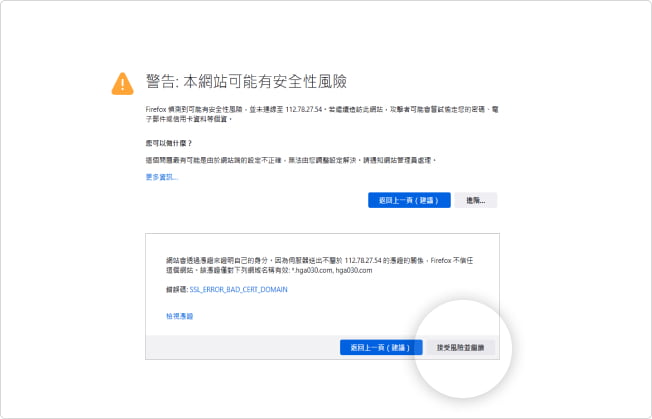 警告: 本網站可能有安全性風險
Firefox 偵測到可能有安全性風險，並未連線至 112.78.27.54。若繼續造訪此網站，攻擊者可能會嘗試偷走您的密碼、電
子郵件或信用卡資料等個資。
您可以做什麼？
這個問題最有可能是由於網站端的設定不正確，無法由您調整設定解決。請通知網站管理員處理。
更多資訊…
返回上一頁（建議） 進階…
網站會透過憑證來證明自己的身分。因為伺服器送出不屬於 112.78.27.54 的憑證的關係，Firefox 不信任
這個網站。該憑證僅對下列網域名稱有效: *.hga030.com, hga030.com
錯誤碼: SSL_ERROR_BAD_CERT_DOMAIN
檢視憑證
返回上一頁（建議） 接受風險並繼續